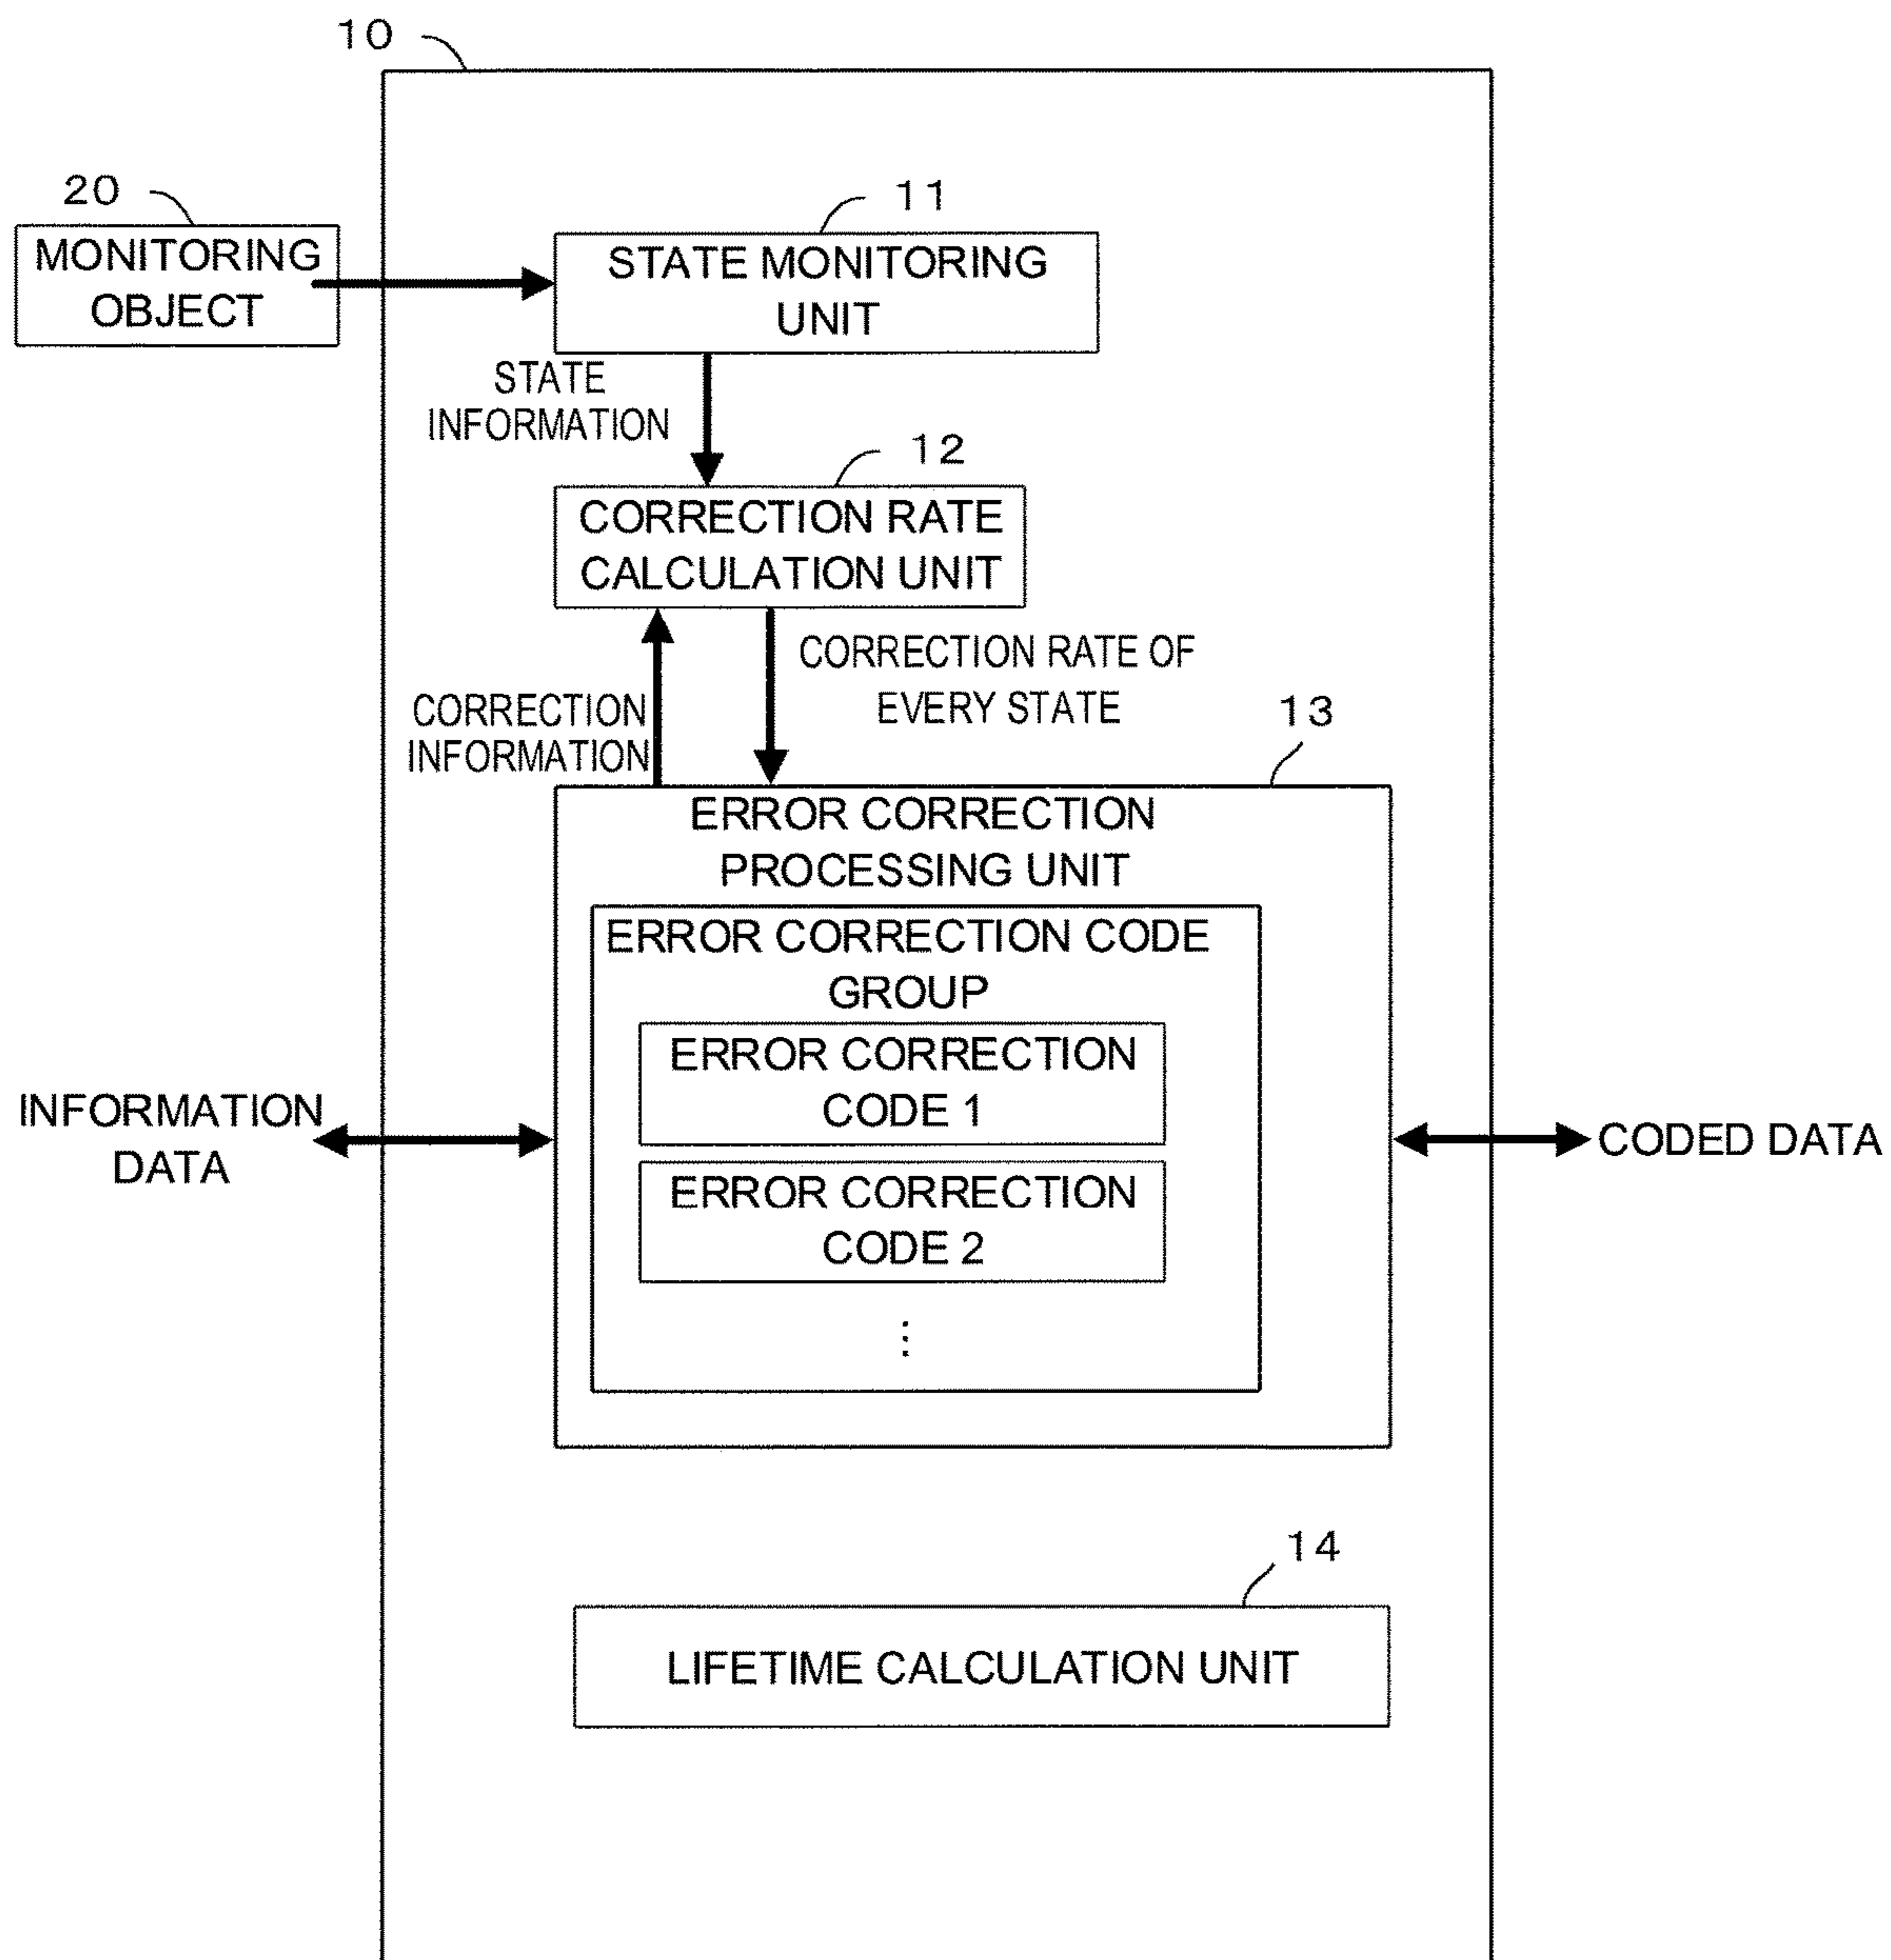 10
20
MONITORING
OBJECT
11
STATE MONITORING
UNIT
STATE
INFORMATION
12
CORRECTION RATE
CALCULATION UNIT
CORRECTION RATE OF
EVERY STATE
CORRECTION
INFORMATION
13
ERROR CORRECTION
PROCESSING UNIT
ERROR CORRECTION CODE
GROUP
ERROR CORRECTION
CODE 1
ERROR CORRECTION
CODE 2
⋮
INFORMATION
DATA
CODED DATA
14
LIFETIME CALCULATION UNIT